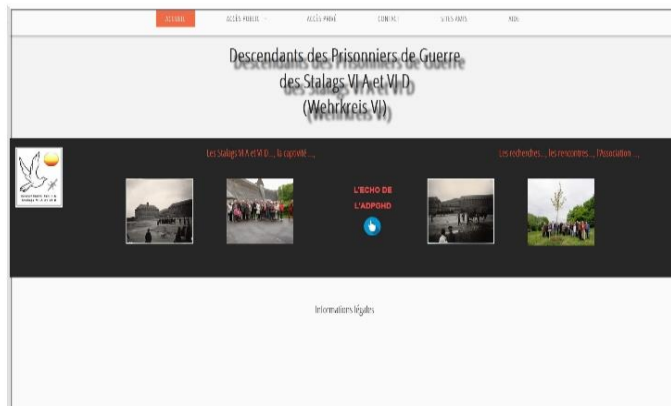 ACCUEIL
ACCÈS PUBLIC
ACCÈS PRIVÉ
CONTACT
SITES AMIS
Descendants des Prisonniers de Guerre
des Stalags VI A et VI D
(Wehrkreis VI)
Les Stalags VI A et VI D..., la captivité...,
Les recherches..., les rencontres..., l'Association ...,
L'ECHO DE
L'ADPGHD
Informations légales